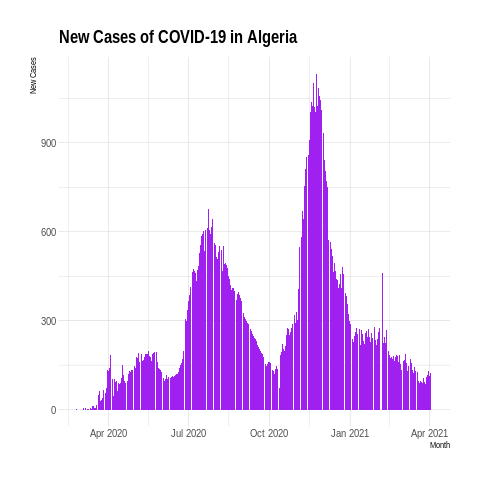 New Cases of COVID-19 in Algeria
New Cases
900
600
300
0
Apr 2020 Jul 2020 Oct 2020 Jan 2021 Apr 2021
Month